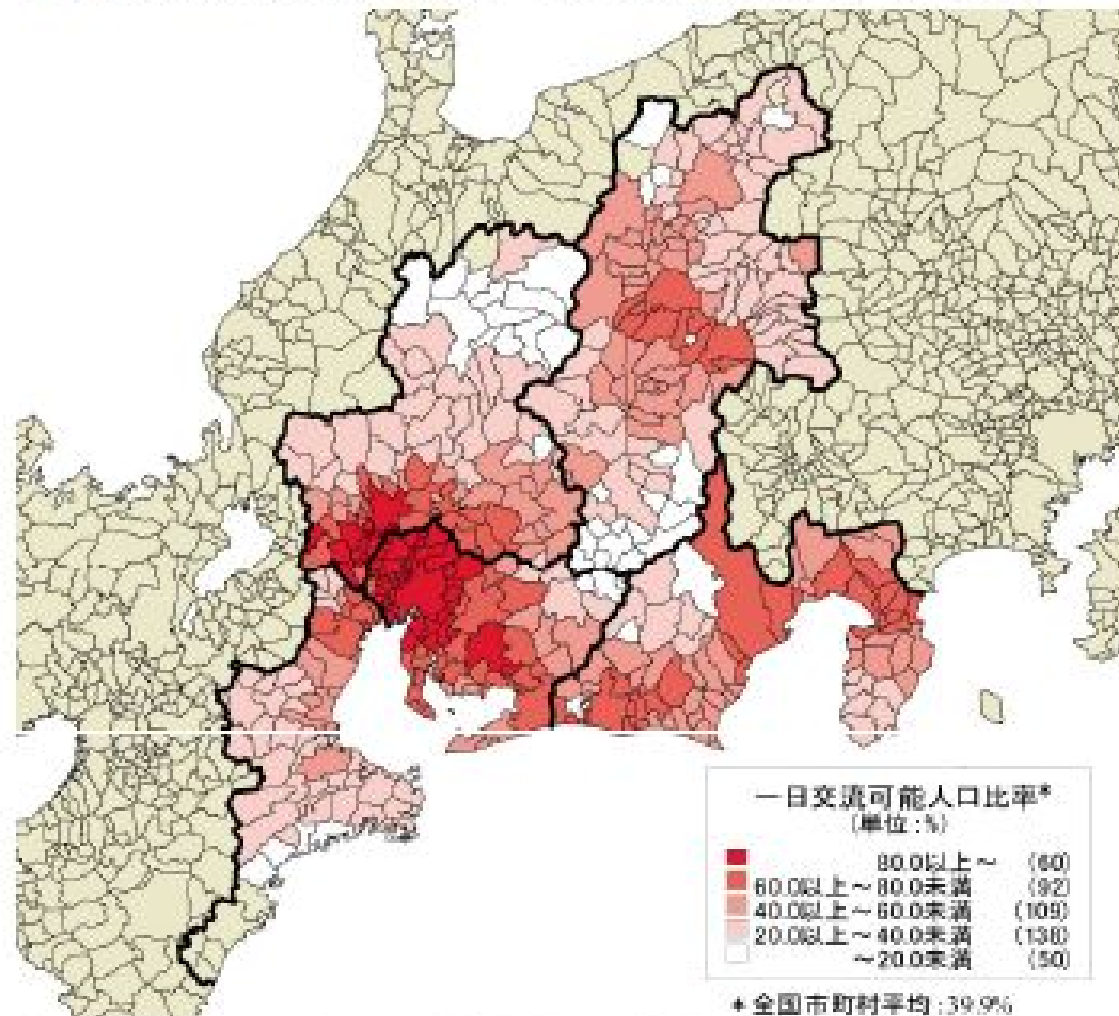 一日交流可能人口比率*
(単位:%)
80.0以上～ (60)
60.0以上～80.0未満 (92)
40.0以上～60.0未満 (109)
20.0以上～40.0未満 (138)
～20.0未満 (50)
*全国市町村平均:39.9%